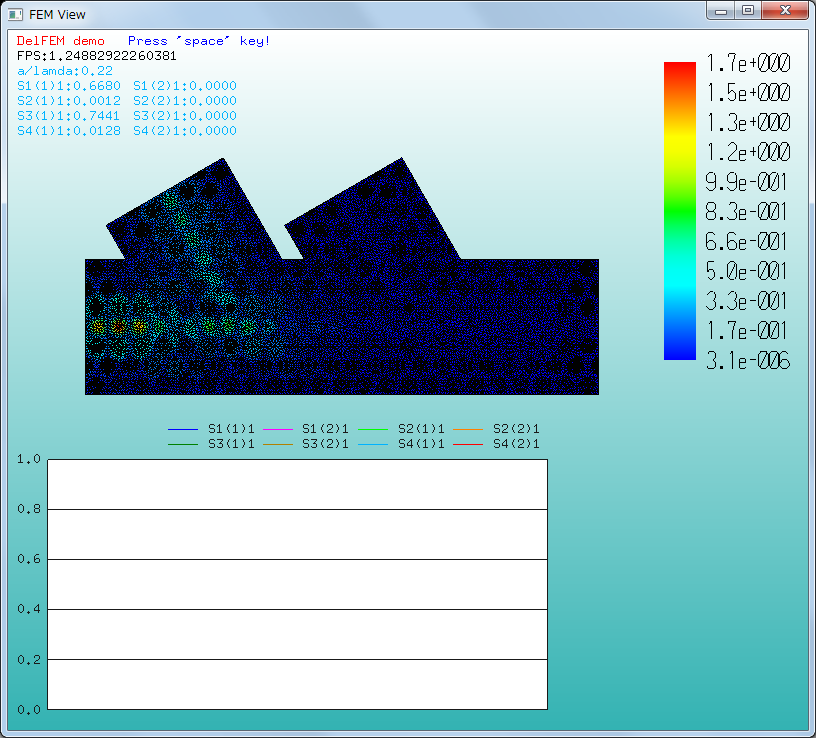 FEM View
DelFEM demo Press "space" key!
FPS:1.24882922260381
a/lamda:0.22
S1(1)1:0.6680 S1(2)1:0.0000
S2(1)1:0.0012 S2(2)1:0.0000
S3(1)1:0.7441 S3(2)1:0.0000
S4(1)1:0.0128 S4(2)1:0.0000
1.7e+000
1.5e+000
1.3e+000
1.2e+000
9.9e-001
8.3e-001
6.6e-001
5.0e-001
3.3e-001
1.7e-001
3.1e-006
S1(1)1 S1(2)1 S2(1)1 S2(2)1
S3(1)1 S3(2)1 S4(1)1 S4(2)1
1.0
0.8
0.6
0.4
0.2
0.0